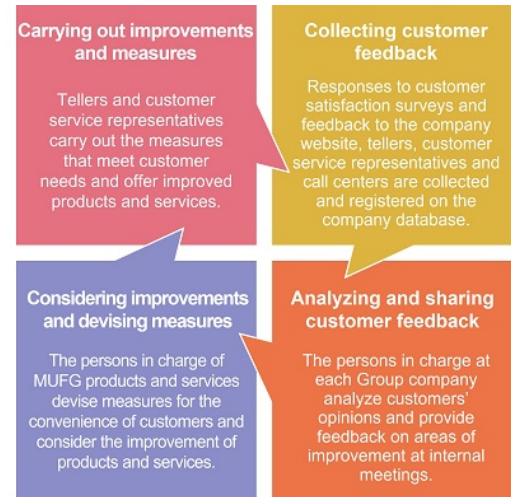 Carrying out improvements
and measures
Tellers and customer
service representatives
carry out the measures
that meet customer
needs and offer improved
products and services.
Collecting customer
feedback
Responses to customer
satisfaction surveys and
feedback to the company
website, tellers, customer
service representatives and
call centers are collected
and registered on the
company database.
Considering improvements
and devising measures
The persons in charge of
MUFG products and services
devise measures for the
convenience of customers and
consider the improvement of
products and services.
Analyzing and sharing
customer feedback
The persons in charge at
each Group company
analyze customers'
opinions and provide
feedback on areas of
improvement at internal
meetings.